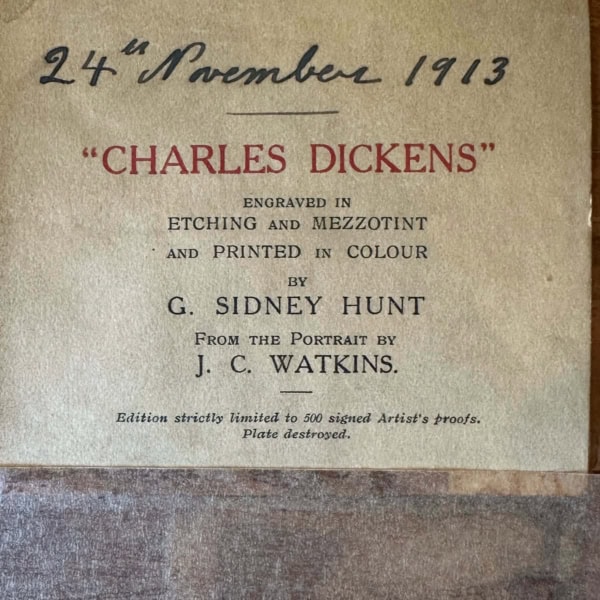 24th November 1913
"CHARLES DICKENS"
ENGRAVED IN
ETCHING AND MEZZOTINT
AND PRINTED IN COLOUR
BY
G. SIDNEY HUNT
FROM THE PORTRAIT BY
J. C. WATKINS.
Edition strictly limited to 500 signed Artist's proofs.
Plate destroyed.